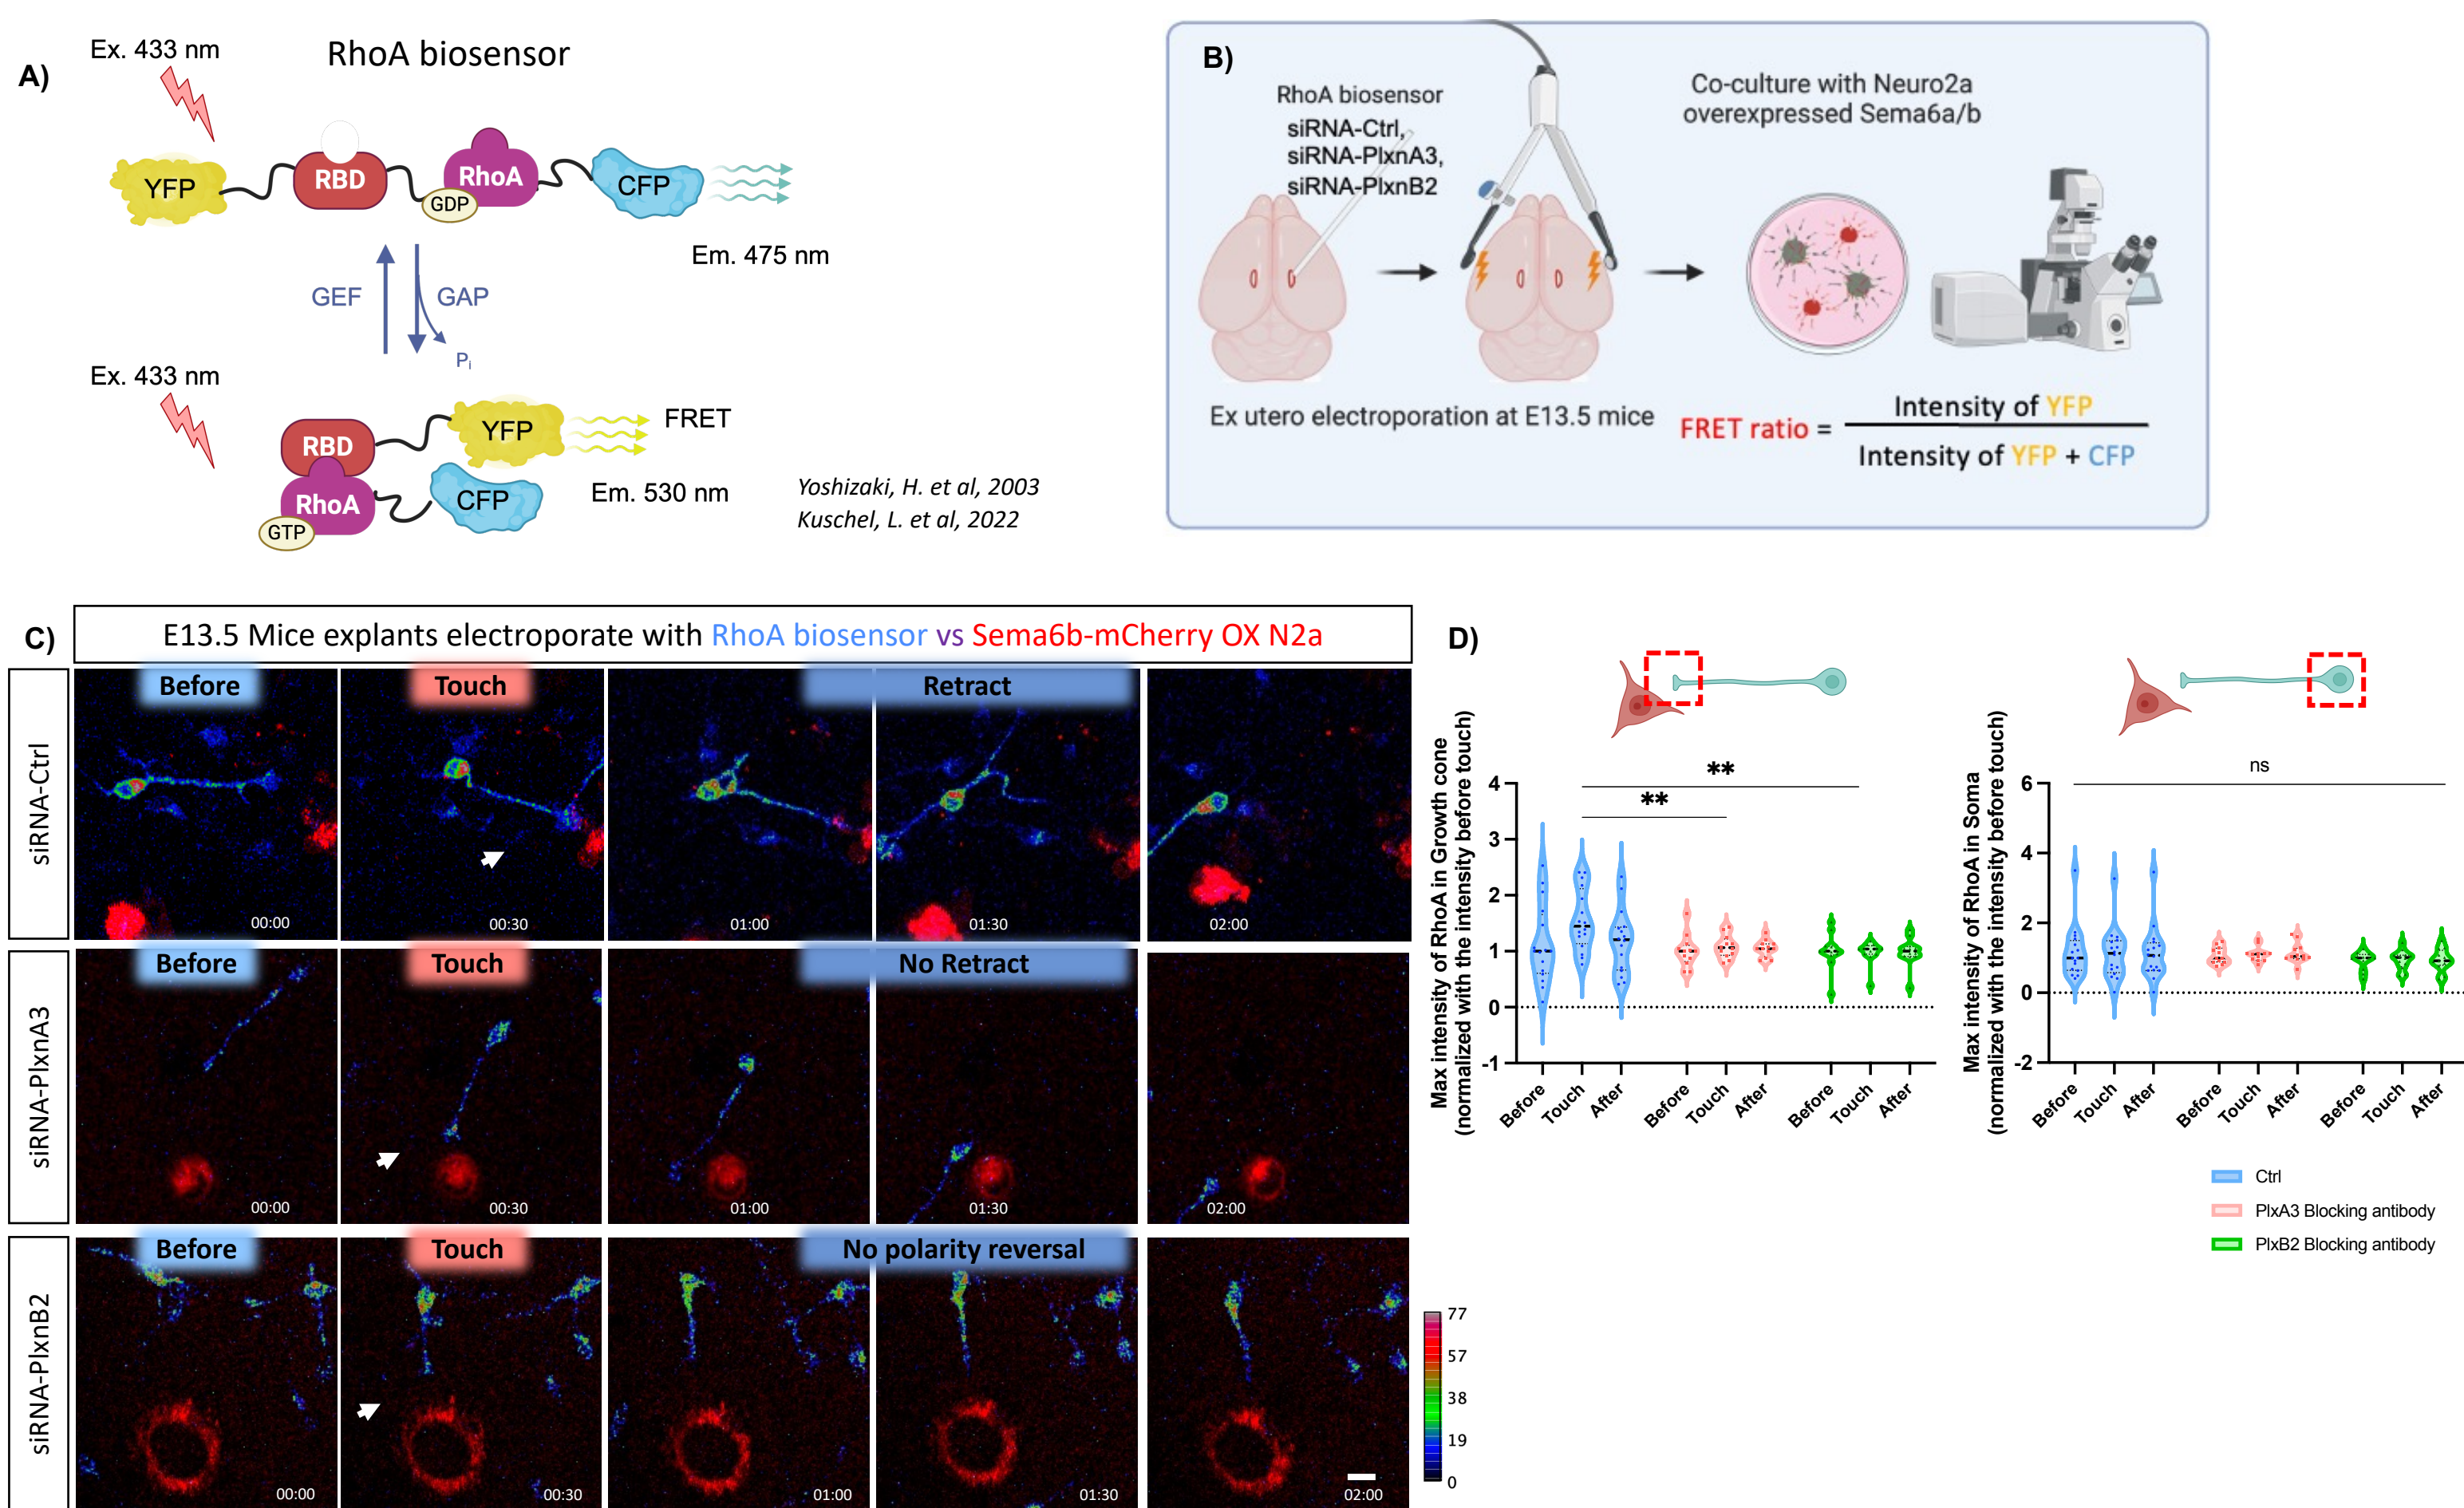 A)
Ex. 433 nm
RhoA biosensor
YFP
RBD
RhoA
GDP
CFP
Em. 475 nm
GEF
GAP
Pi
Ex. 433 nm
RBD
YFP
FRET
RhoA
CFP
GTP
Em. 530 nm
Yoshizaki, H. et al, 2003
Kuschel, L. et al, 2022
B)
RhoA biosensor
siRNA-Ctrl,
siRNA-PlxnA3,
siRNA-PlxnB2
Co-culture with Neuro2a
overexpressed Sema6a/b
Ex utero electroporation at E13.5 mice
FRET ratio =
Intensity of YFP
Intensity of YFP + CFP
C)
E13.5 Mice explants electroporate with RhoA biosensor vs Sema6b-mCherry OX N2a
siRNA-Ctrl
Before
Touch
Retract
00:00
00:30
01:00
01:30
02:00
siRNA-PlxnA3
Before
Touch
No Retract
00:00
00:30
01:00
01:30
02:00
siRNA-PlxnB2
Before
Touch
No polarity reversal
00:00
00:30
01:00
01:30
02:00
77
57
38
19
0
D)
Max intensity of RhoA in Growth cone
(normalized with the intensity before touch)
4
3
2
1
0
-1
**
**
Before
Touch
After
Before
Touch
After
Before
Touch
After
Max intensity of RhoA in Soma
(normalized with the intensity before touch)
6
4
2
0
-2
ns
Before
Touch
After
Before
Touch
After
Before
Touch
After
Ctrl
PlxA3 Blocking antibody
PlxB2 Blocking antibody